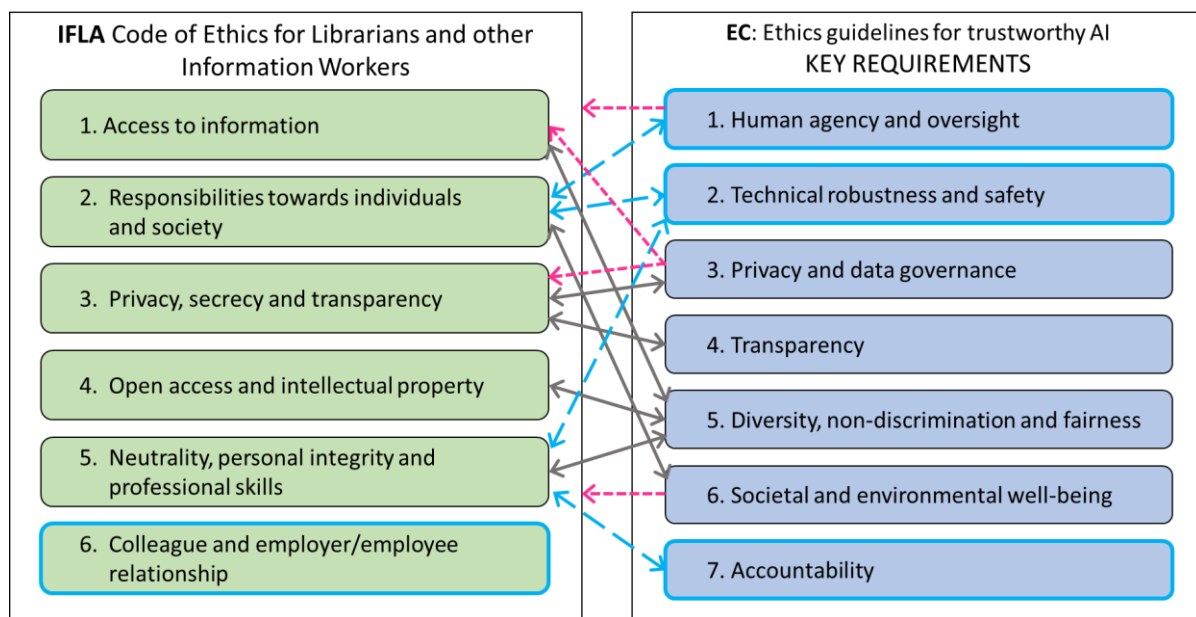 IFLA Code of Ethics for Librarians and other
Information Workers
1. Access to information
2. Responsibilities towards individuals
and society
3. Privacy, secrecy and transparency
4. Open access and intellectual property
5. Neutrality, personal integrity and
professional skills
6. Colleague and employer/employee
relationship
EC: Ethics guidelines for trustworthy AI
KEY REQUIREMENTS
1. Human agency and oversight
2. Technical robustness and safety
3. Privacy and data governance
4. Transparency
5. Diversity, non-discrimination and fairness
6. Societal and environmental well-being
7. Accountability